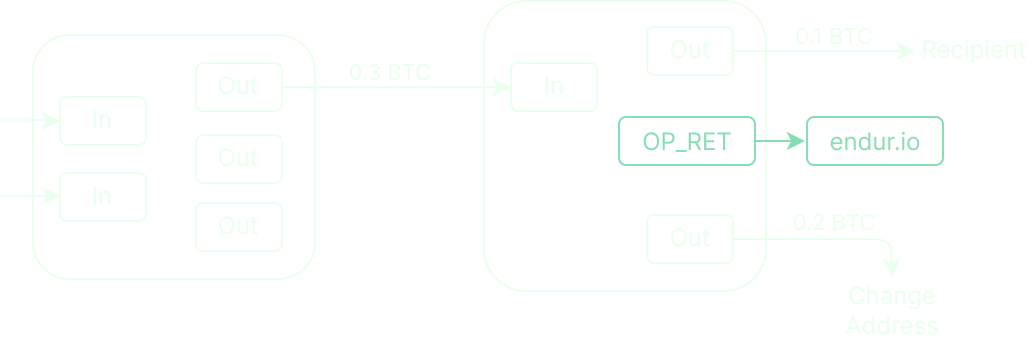 In
In
Out
Out
Out
0.3 BTC
In
Out
0.1 BTC
Recipient
OP_RET
endur.io
Out
0.2 BTC
Change
Address